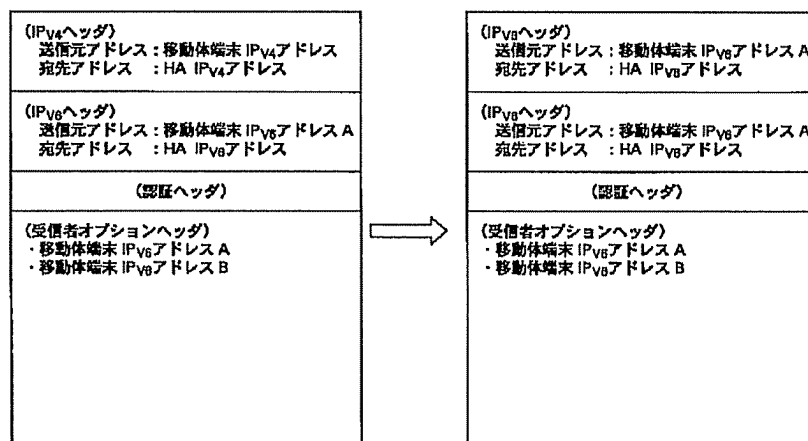 (IPV4ヘッダ)
送信元アドレス:移動体端末 IPV4アドレス
宛先アドレス :HA IPV4アドレス
(IPV6ヘッダ)
送信元アドレス:移動体端末 IPV6アドレス A
宛先アドレス :HA IPV6アドレス
(認証ヘッダ)
(受信者オプションヘッダ)
・移動体端末 IPV6アドレス A
・移動体端末 IPV6アドレス B
(IPV6ヘッダ)
送信元アドレス:移動体端末 IPV6アドレス A
宛先アドレス :HA IPV6アドレス
(IPV6ヘッダ)
送信元アドレス:移動体端末 IPV6アドレス A
宛先アドレス :HA IPV6アドレス
(認証ヘッダ)
(受信者オプションヘッダ)
・移動体端末 IPV6アドレス A
・移動体端末 IPV6アドレス B